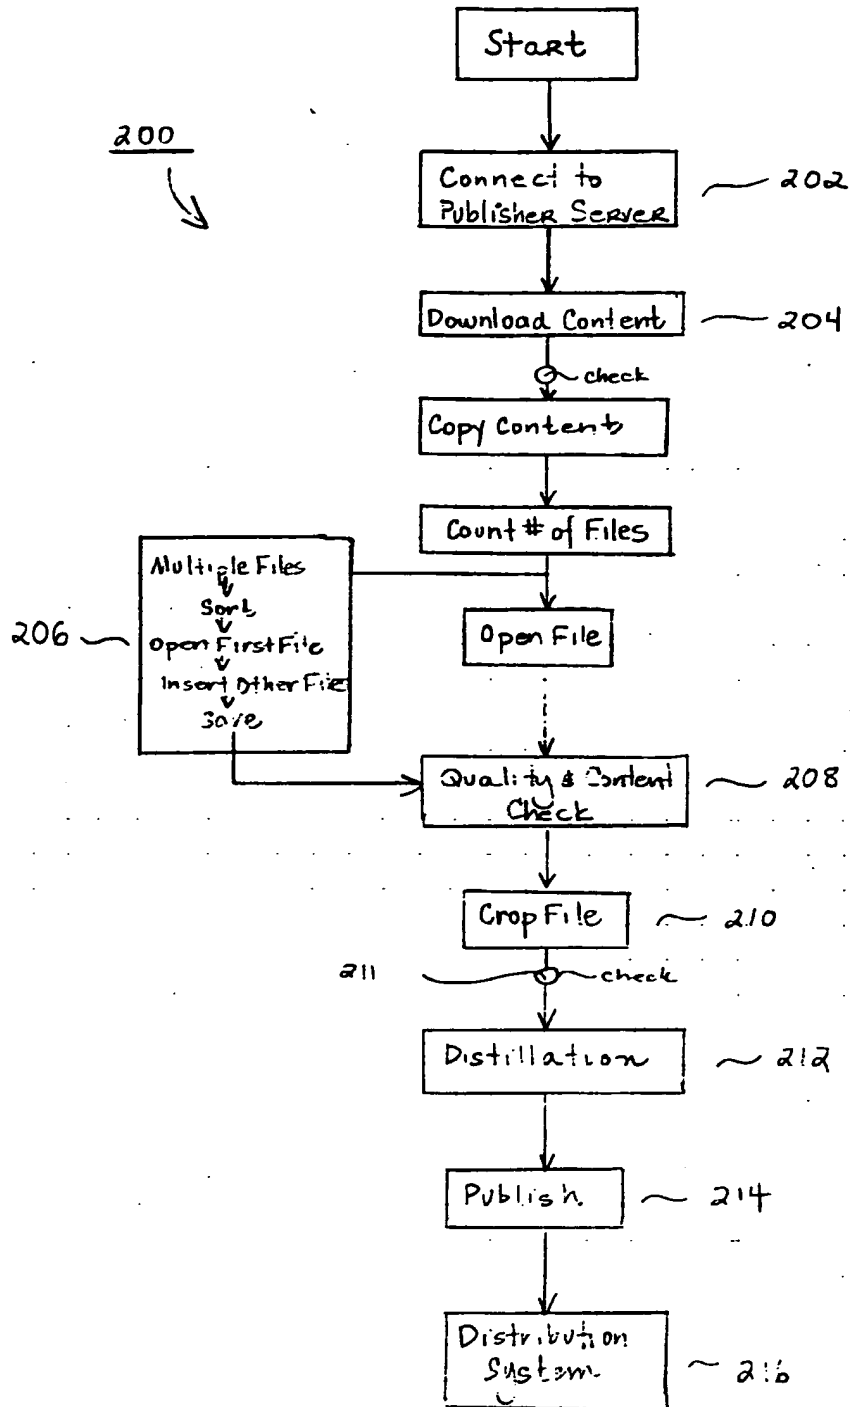 Start
200
Connect to
Publisher Server
202
Download Content
204
check
Copy Contents
Count # of Files
Multiple Files
Sort
Open First File
Insert Other File
Save
206
Open File
Quality & Content
Check
208
Crop File
210
211
check
Distillation
212
Publish
214
Distribution
System
216